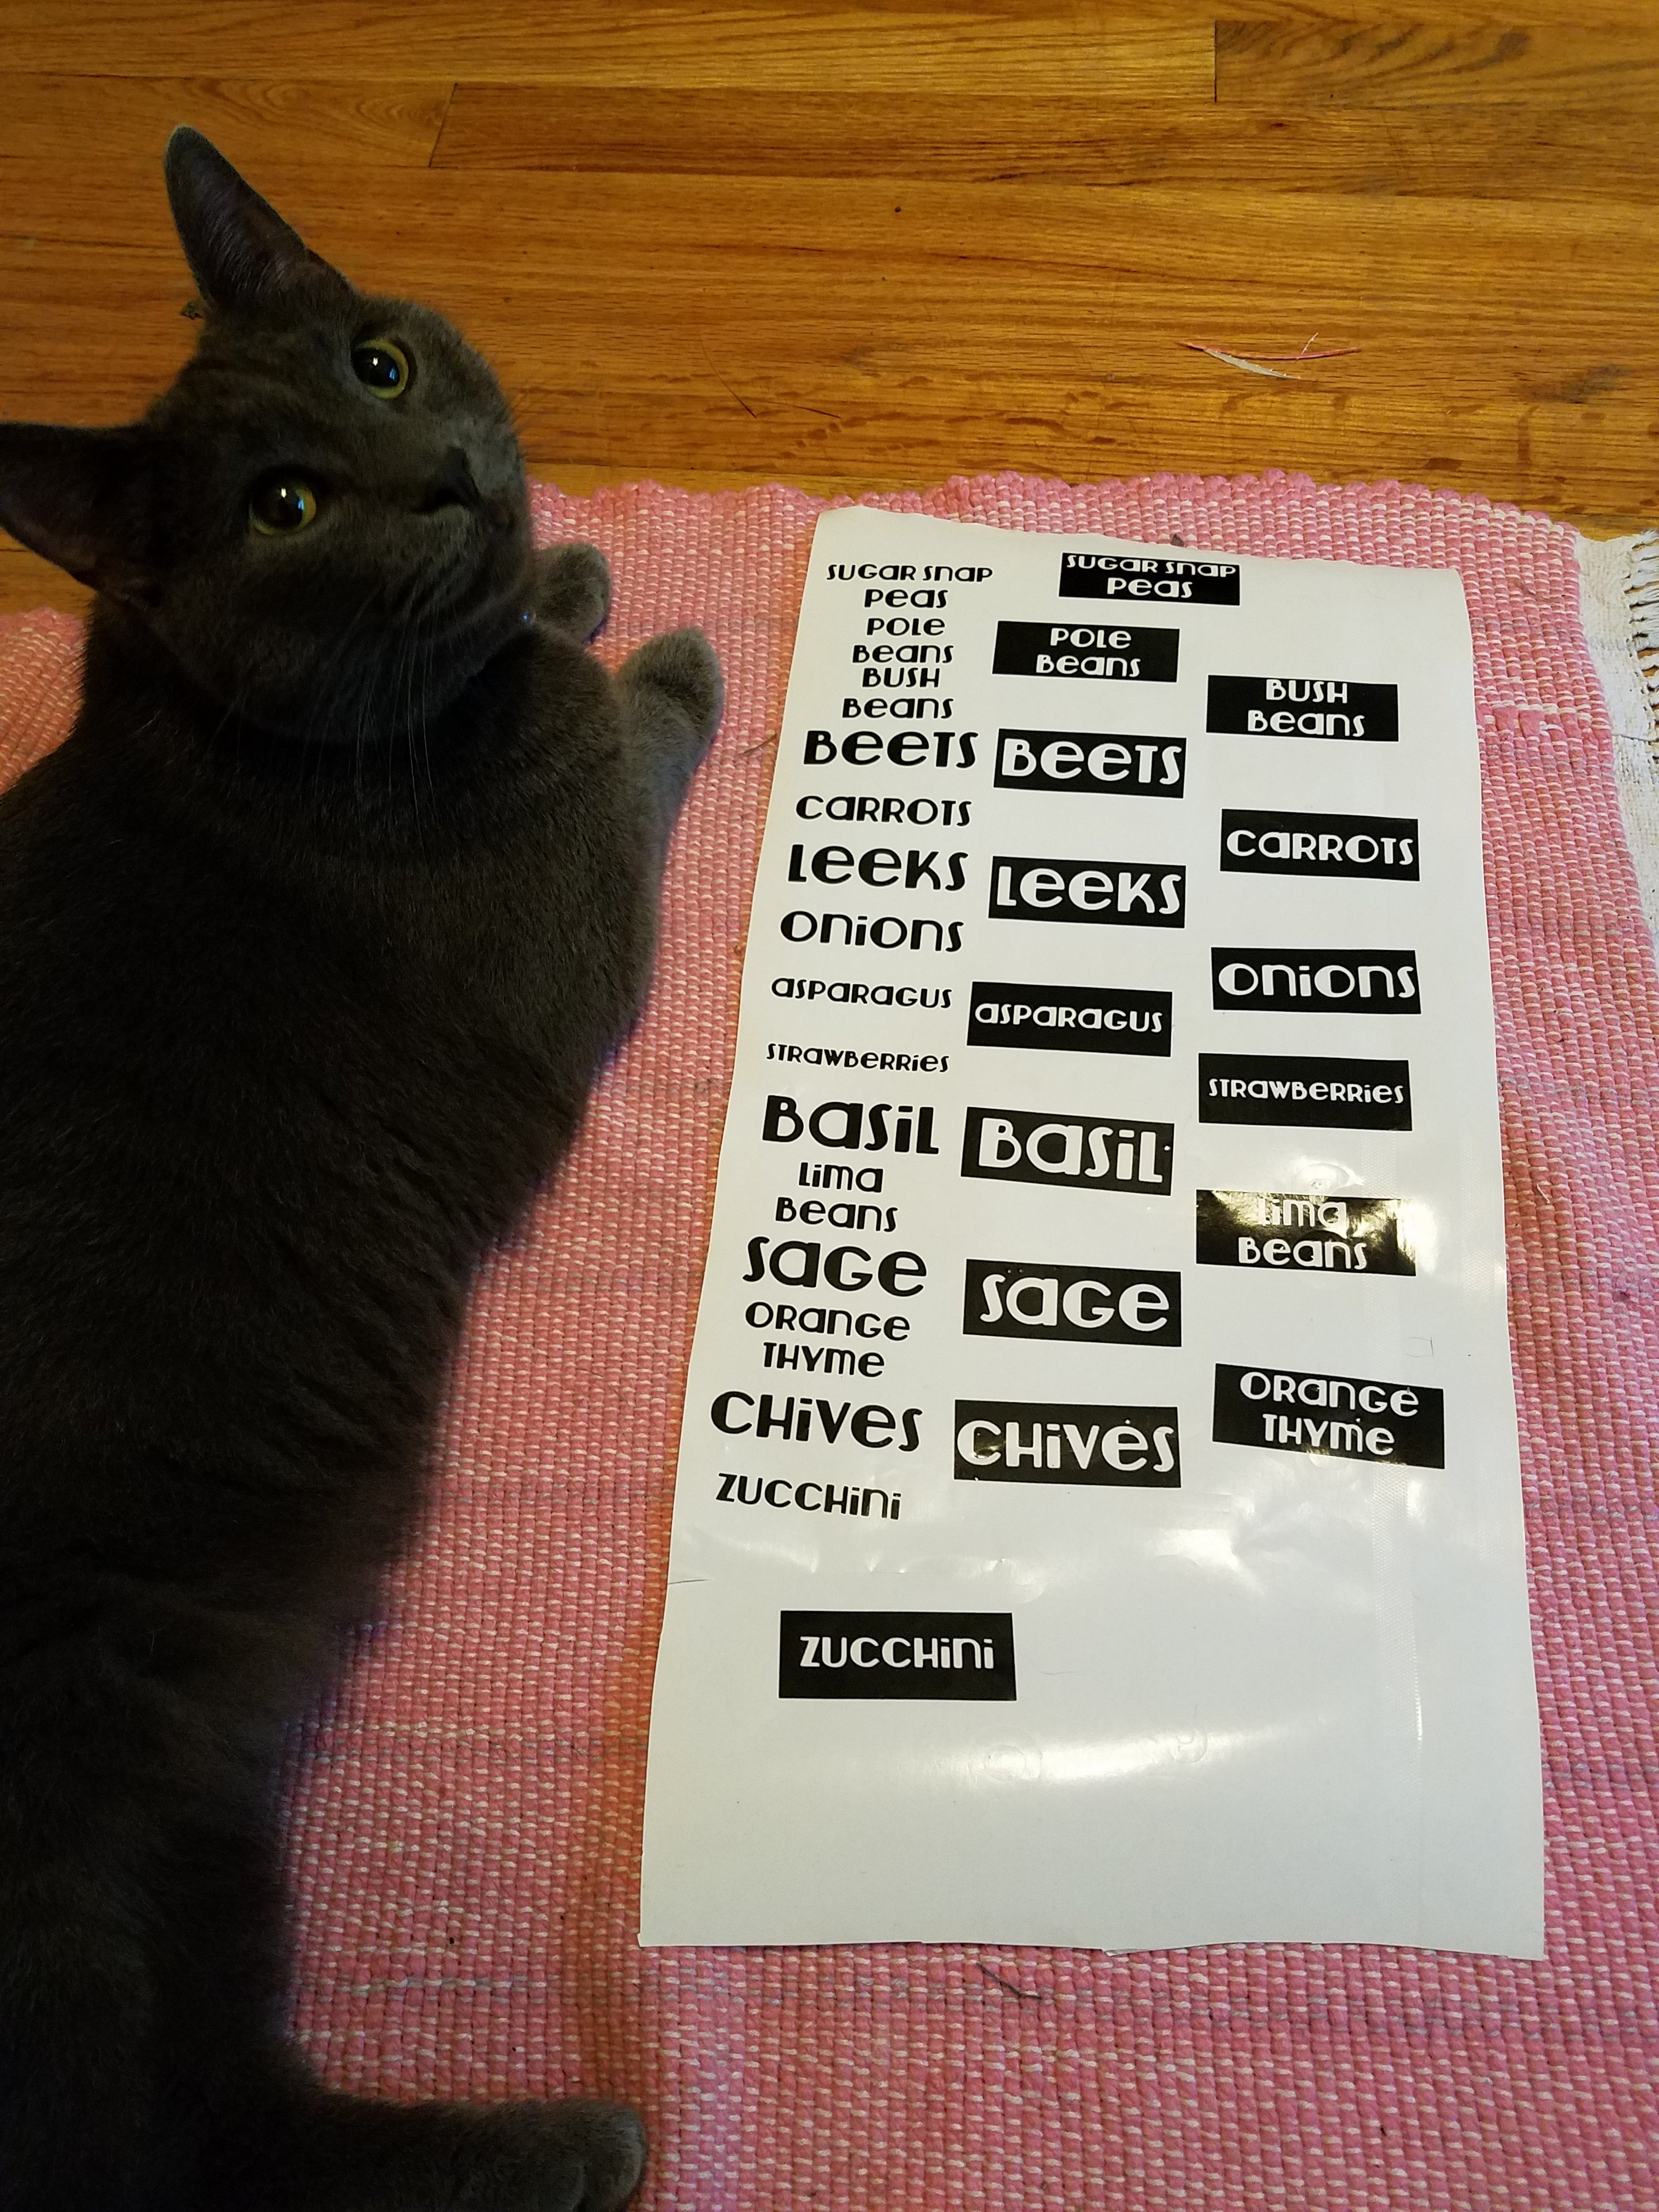 SUGAR SNAP
PEAS
POLE
BEANS
BUSH
BEANS
BEETS
CARROTS
LEEKS
ONIONS
ASPARAGUS
STRAWBERRIES
BASIL
LIMA
BEANS
SAGE
ORANGE
THYME
CHIVES
ZUCCHINI
SUGAR SNAP
PEAS
POLE
BEANS
BUSH
BEANS
BEETS
CARROTS
LEEKS
ONIONS
ASPARAGUS
STRAWBERRIES
BASIL
LIMA
BEANS
SAGE
ORANGE
THYME
CHIVES
ZUCCHINI